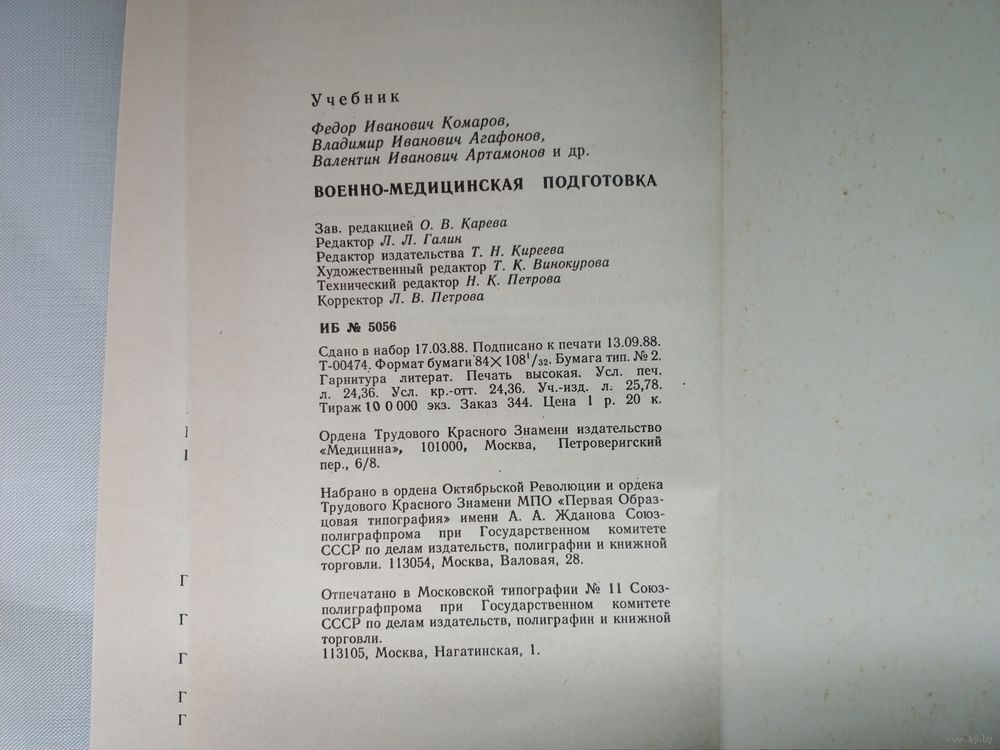 Учебник
Федор Иванович Комаров,
Владимир Иванович Агафонов,
Валентин Иванович Артамонов и др.
ВОЕННО-МЕДИЦИНСКАЯ ПОДГОТОВКА
Зав. редакцией О. В. Карева
Редактор Л. Л. Галин
Редактор издательства Т. Н. Киреева
Художественный редактор Т. К. Винокурова
Технический редактор Н. К. Петрова
Корректор Л. В. Петрова
ИБ № 5056
Сдано в набор 17.03.88. Подписано к печати 13.09.88.
Т-00474. Формат бумаги 84×108¹/₃₂. Бумага тип. № 2.
Гарнитура литерат. Печать высокая. Усл. печ.
л. 24,36. Усл. кр.-отт. 24,36. Уч.-изд. л. 25,78.
Тираж 100 000 экз. Заказ 344. Цена 1 р. 20 к.
Ордена Трудового Красного Знамени издательство
«Медицина», 101000, Москва, Петроверигский
пер., 6/8.
Набрано в ордена Октябрьской Революции и ордена
Трудового Красного Знамени МПО «Первая Образ-
цовая типография» имени А. А. Жданова Союз-
полиграфпрома при Государственном комитете
СССР по делам издательств, полиграфии и книжной
торговли. 113054, Москва, Валовая, 28.
Отпечатано в Московской типографии № 11 Союз-
полиграфпрома при Государственном комитете
СССР по делам издательств, полиграфии и книжной
торговли.
113105, Москва, Нагатинская, 1.
Г
Г
Г
Г
Г
www.ay.by